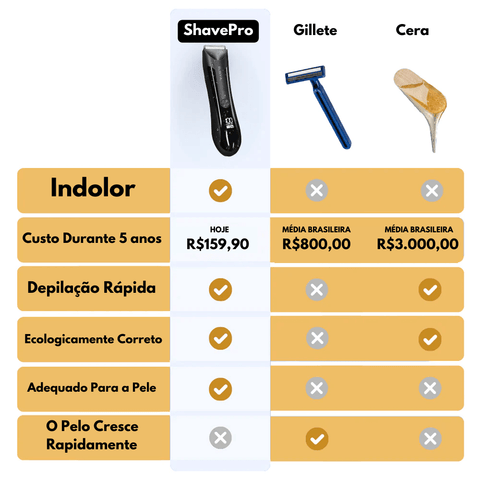 ShavePro Gillete Cera
Indolor
Custo Durante 5 anos
HOJE
R$159,90
MÉDIA BRASILEIRA
R$800,00
MÉDIA BRASILEIRA
R$3.000,00
Depilação Rápida
Ecologicamente Correto
Adequado Para a Pele
O Pelo Cresce
Rapidamente